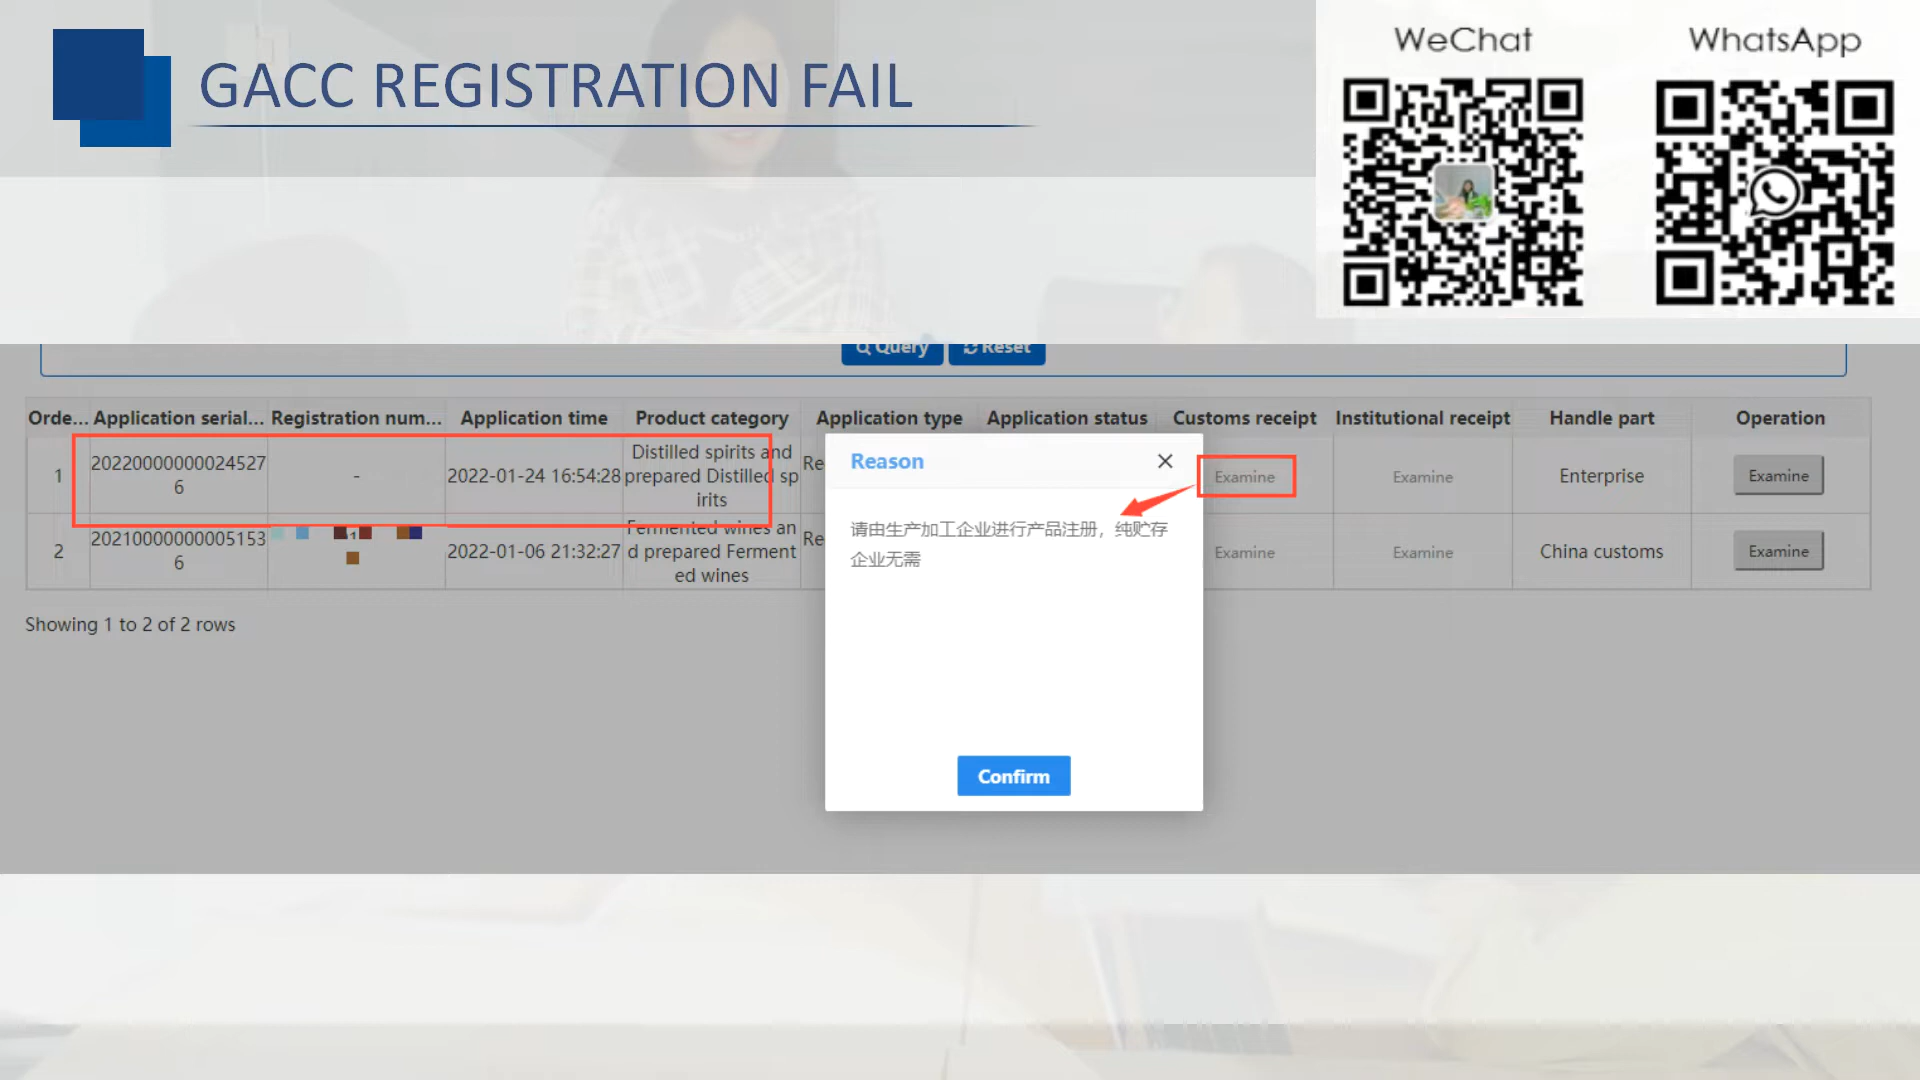 GACC REGISTRATION FAIL
WeChat
WhatsApp
Query
Reset
Orde... Application serial... Registration num... Application time Product category Application type Application status Customs receipt Institutional receipt Handle part Operation
1
20220000000024527
6
-
2022-01-24 16:54:28
Distilled spirits and
prepared Distilled sp
irits
Re
Examine
Examine
Enterprise
Examine
2
20210000000005153
6
1
2022-01-06 21:32:27
Fermented wines an
d prepared Ferment
ed wines
Re
Examine
Examine
China customs
Examine
Reason
请由生产加工企业进行产品注册，纯贮存
企业无需
Confirm
Showing 1 to 2 of 2 rows